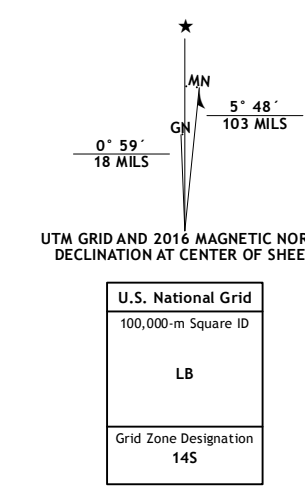 ★
MN
GN
5° 48´
103 MILS
0° 59´
18 MILS
UTM GRID AND 2016 MAGNETIC NOR
DECLINATION AT CENTER OF SHEE
U.S. National Grid
100,000-m Square ID
LB
Grid Zone Designation
14S